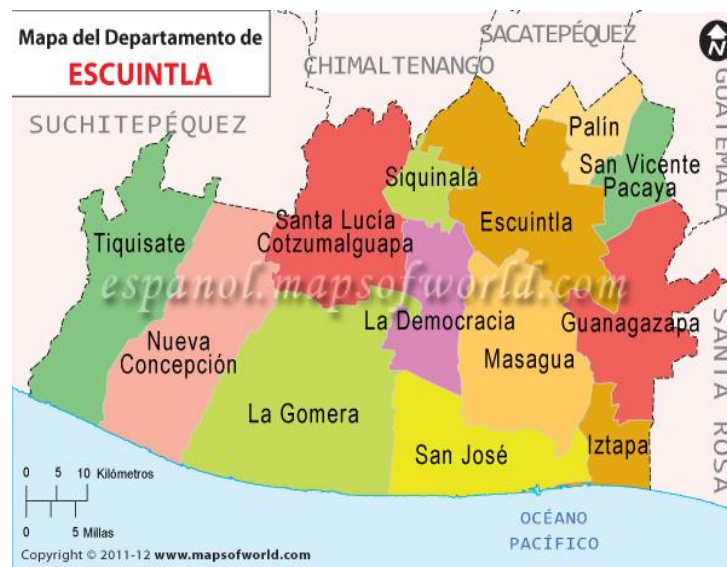 Mapa del Departamento de
ESCUINTLA
SACATEPÉQUEZ
N
CHIMALTENANGO
GUATEMALA
SUCHITEPÉQUEZ
Palín
San Vicente
Pacaya
Siquinalá
Santa Lucía
Cotzumalguapa
Escuintla
Tiquisate
espanol.mapsofworld.com
La Democracia
Guanagazapa
SANTA ROSA
Nueva
Concepción
Masagua
La Gomera
San José
Iztapa
0 5 10 Kilómetros
0 5 Millas
OCÉANO
PACÍFICO
Copyright © 2011-12 www.mapsofworld.com